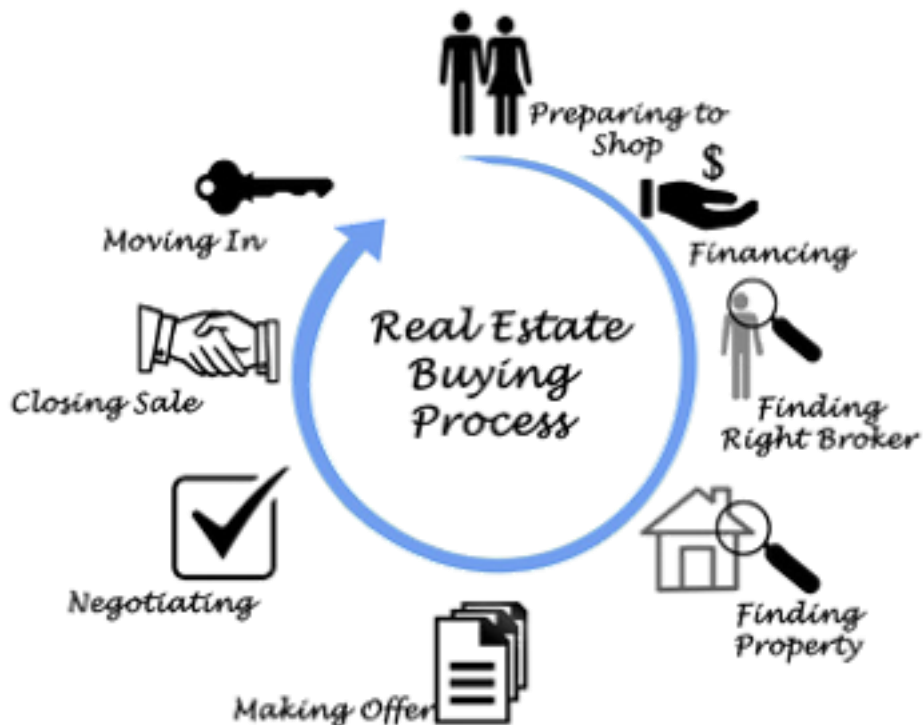 Preparing to
Shop
$
Financing
Finding
Right Broker
Finding
Property
Making Offer
Negotiating
Closing Sale
Moving In
Real Estate
Buying
Process